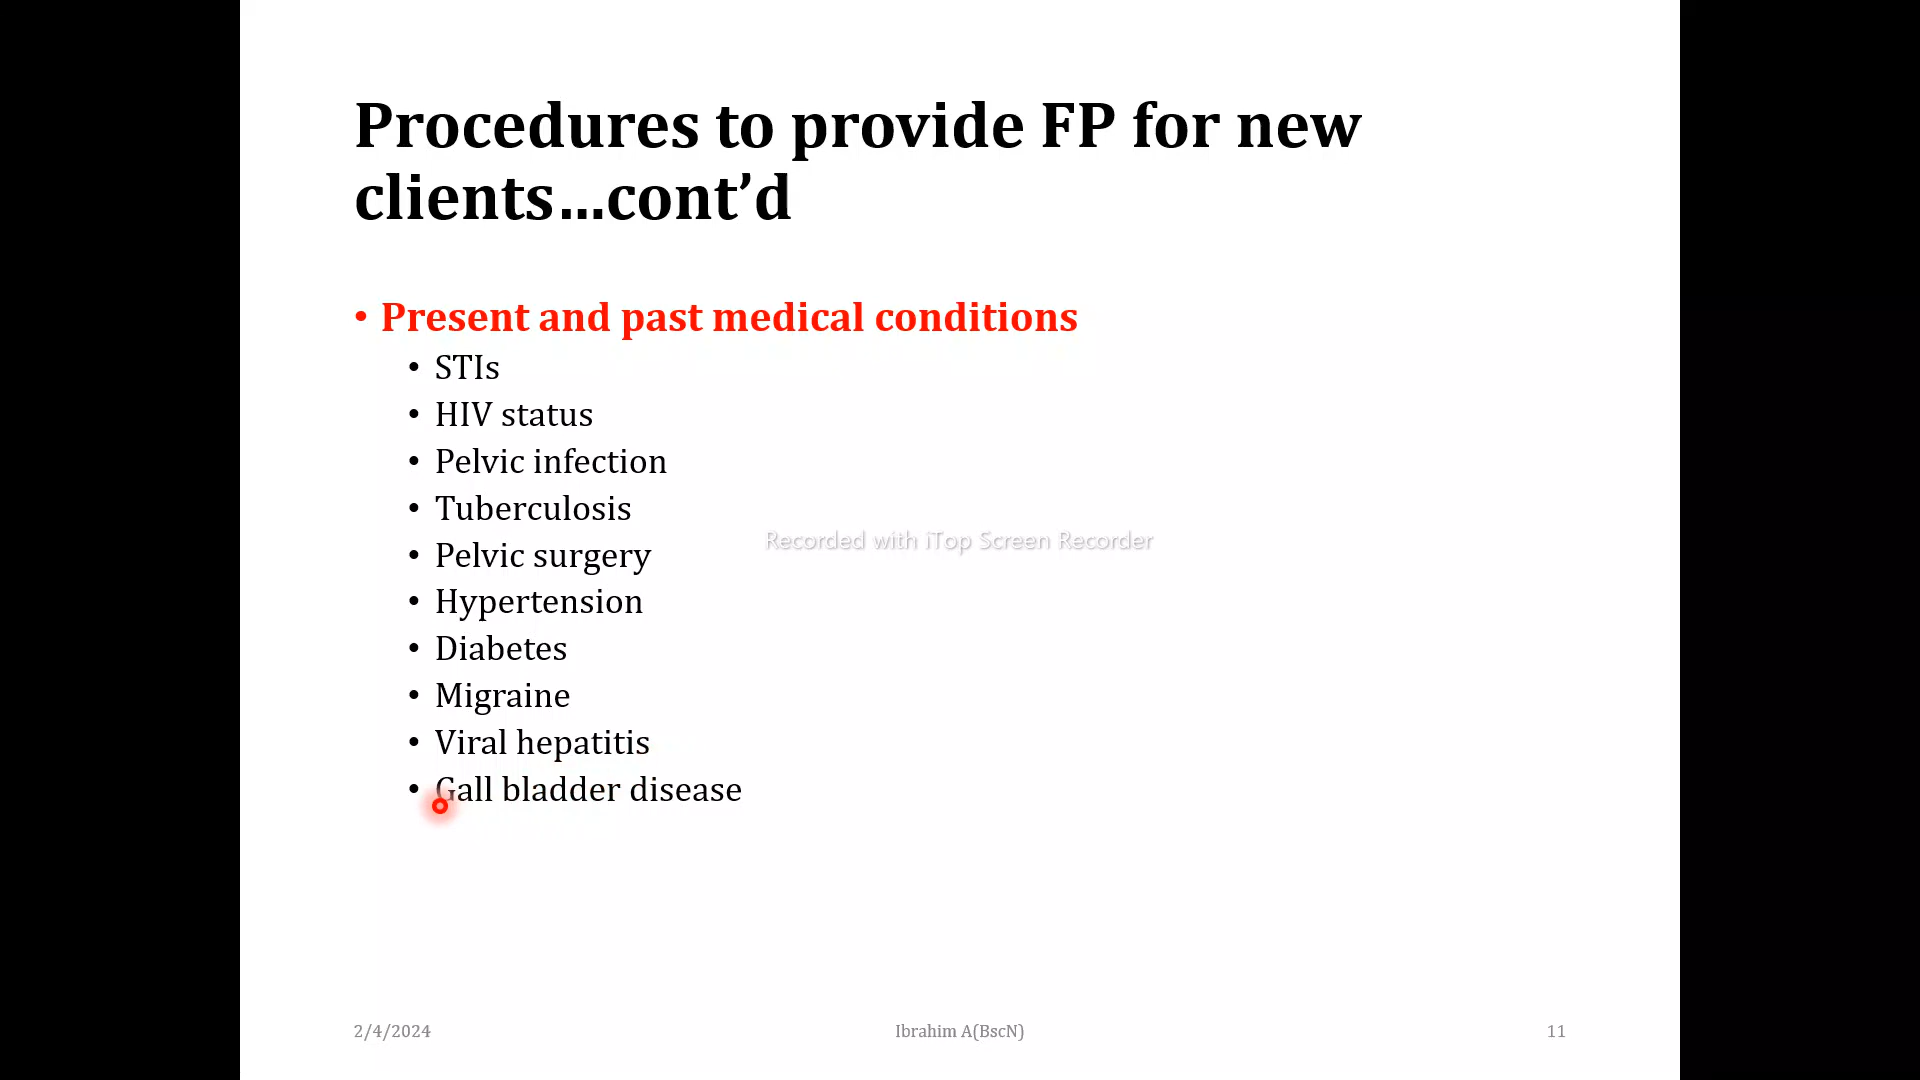 Procedures to provide FP for new
clients...cont’d
• Present and past medical conditions
• STIs
• HIV status
• Pelvic infection
• Tuberculosis
• Pelvic surgery
Recorded with iTop Screen Recorder
• Hypertension
• Diabetes
• Migraine
• Viral hepatitis
• Gall bladder disease
2/4/2024 Ibrahim A(BscN) 11